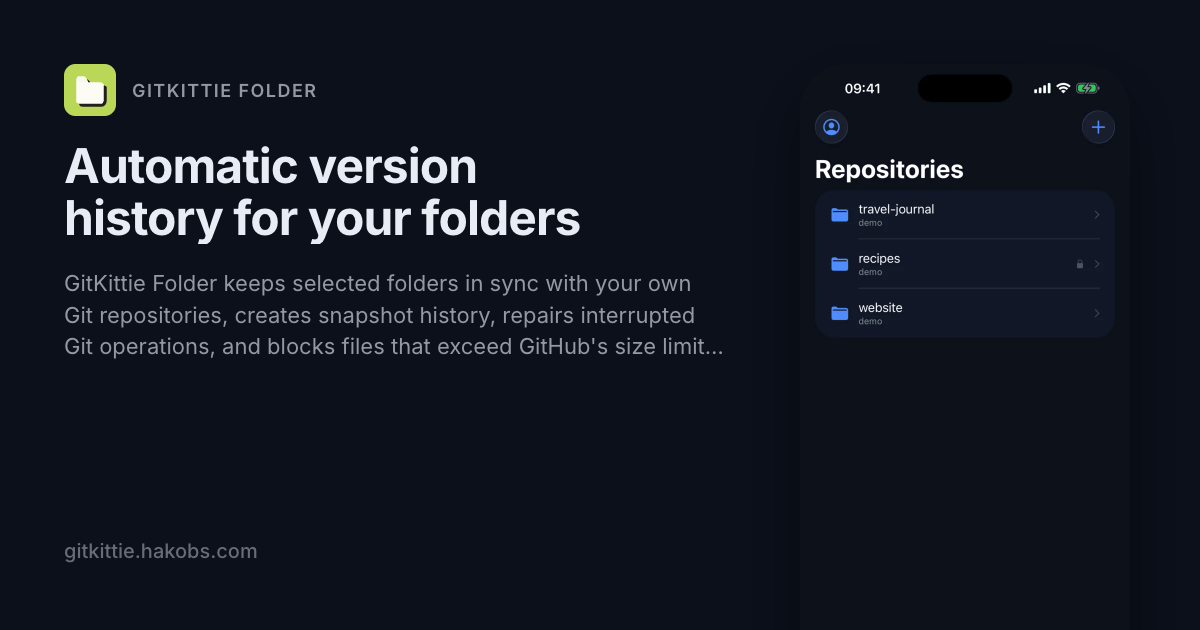 GITKITTIE FOLDER
Automatic version
history for your folders
GitKittie Folder keeps selected folders in sync with your own
Git repositories, creates snapshot history, repairs interrupted
Git operations, and blocks files that exceed GitHub's size limit...
gitkittie.hakobs.com
09:41
Repositories
travel-journal
demo
recipes
demo
website
demo